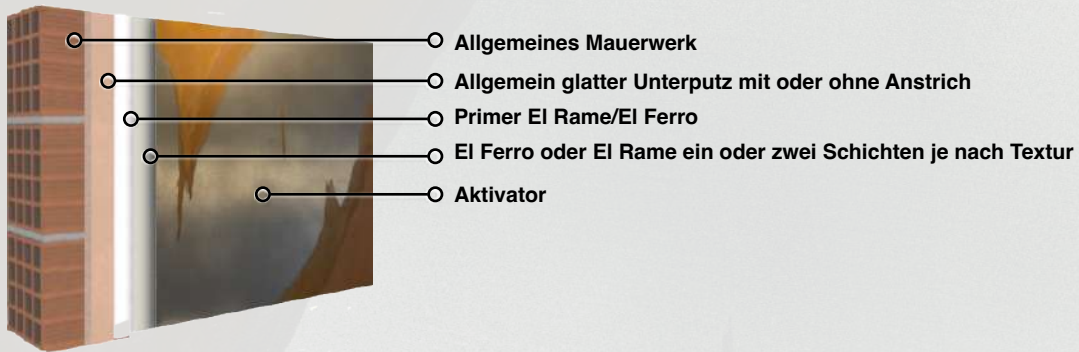 Allgemeines Mauerwerk
Allgemein glatter Unterputz mit oder ohne Anstrich
Primer El Rame/El Ferro
El Ferro oder El Rame ein oder zwei Schichten je nach Textur
Aktivator